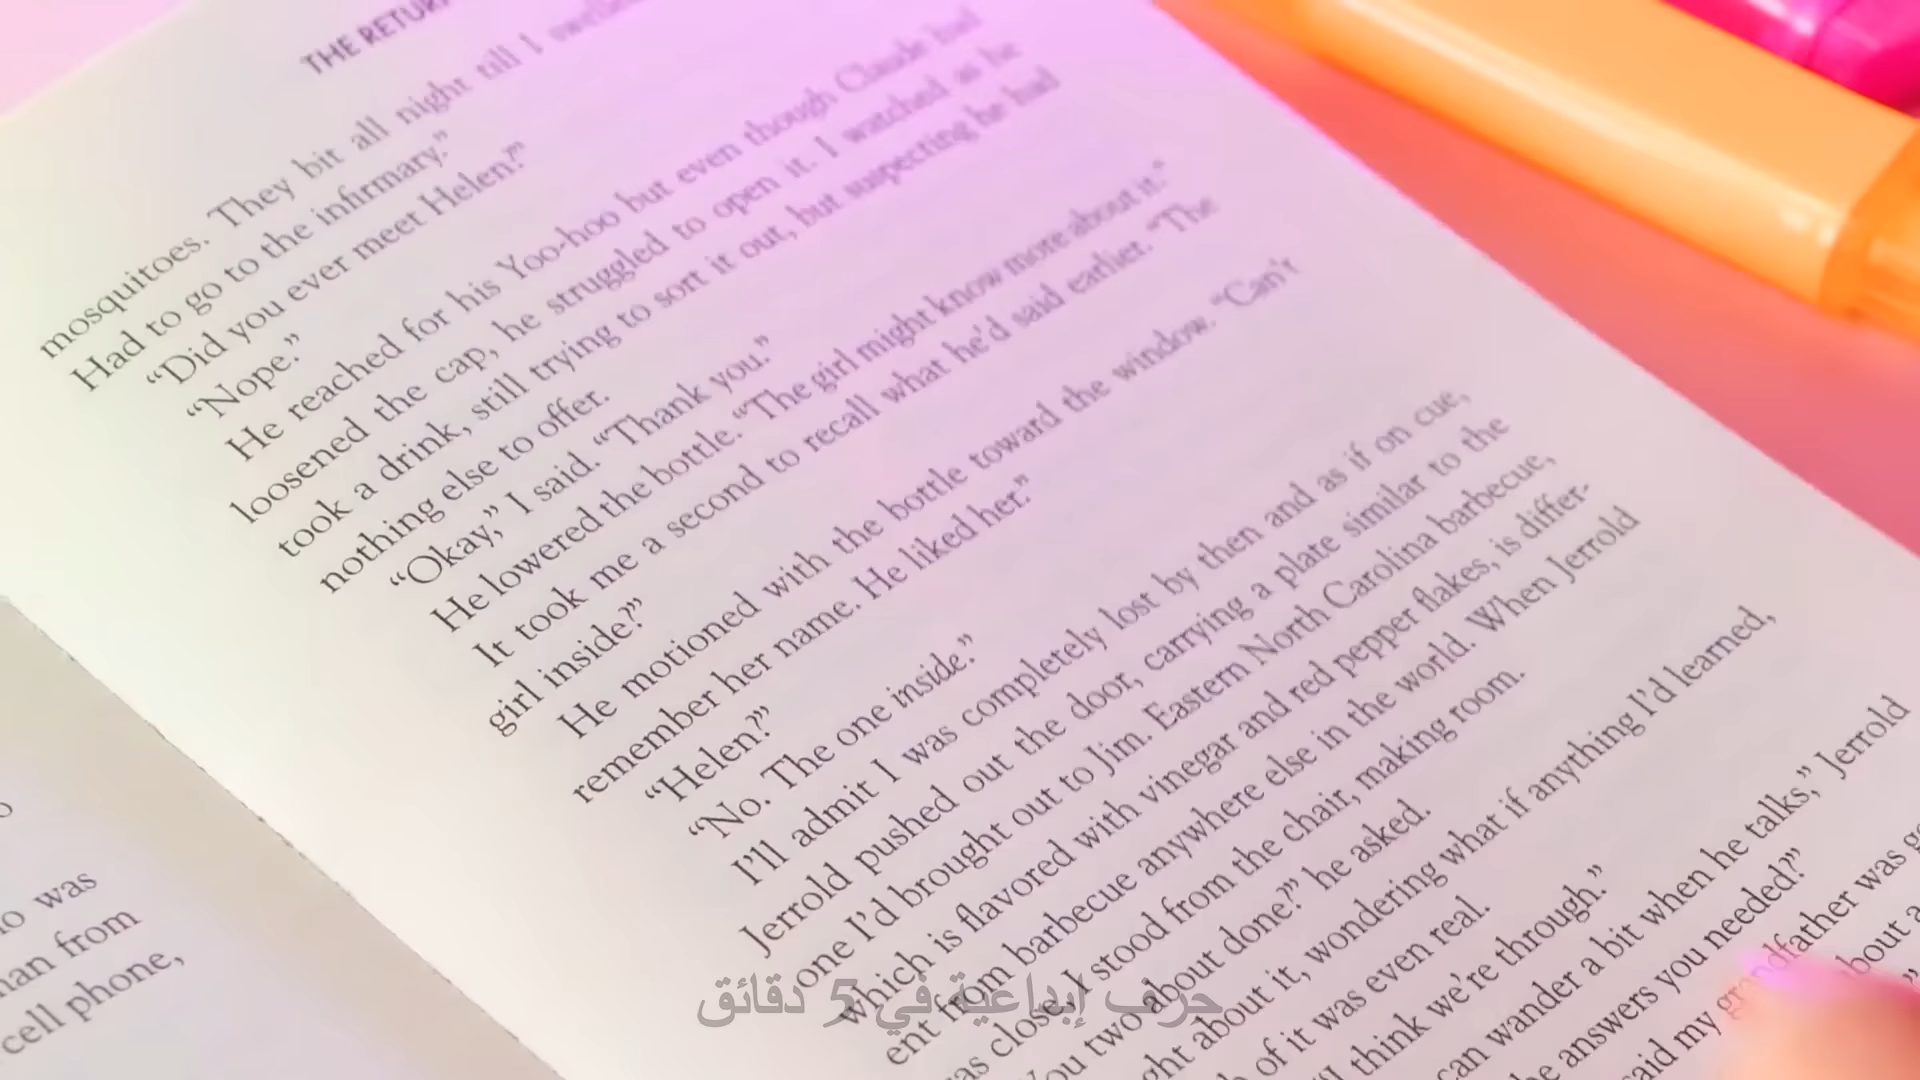 THE RETURN
mosquitoes. They bit all night till I
Had to go to the infirmary.”
“Did you ever meet Helen?”
“Nope.”
He reached for his Yoo-hoo but even though Claude had
loosened the cap, he struggled to open it. I watched as he
took a drink, still trying to sort it out, but suspecting he had
nothing else to offer.
“Okay,” I said. “Thank you.”
He lowered the bottle. “The girl might know more about it.”
It took me a second to recall what he’d said earlier. “The
girl inside?”
He motioned with the bottle toward the window. “Can’t
remember her name. He liked her.”
“Helen?”
“No. The one inside.”
I’ll admit I was completely lost by then and as if on cue,
Jerrold pushed out the door, carrying a plate similar to the
one I’d brought out to Jim. Eastern North Carolina barbecue,
which is flavored with vinegar and red pepper flakes, is differ-
ent from barbecue anywhere else in the world. When Jerrold
was close, I stood from the chair, making room.
You two about done?” he asked.
ght about it, wondering what if anything I’d learned,
of it was even real.
“I think we’re through.”
can wander a bit when he talks,” Jerrold
he answers you needed?”
said my grandfather was
about a
was
man from
cell phone,
حرف إبداعية في 5 دقائق